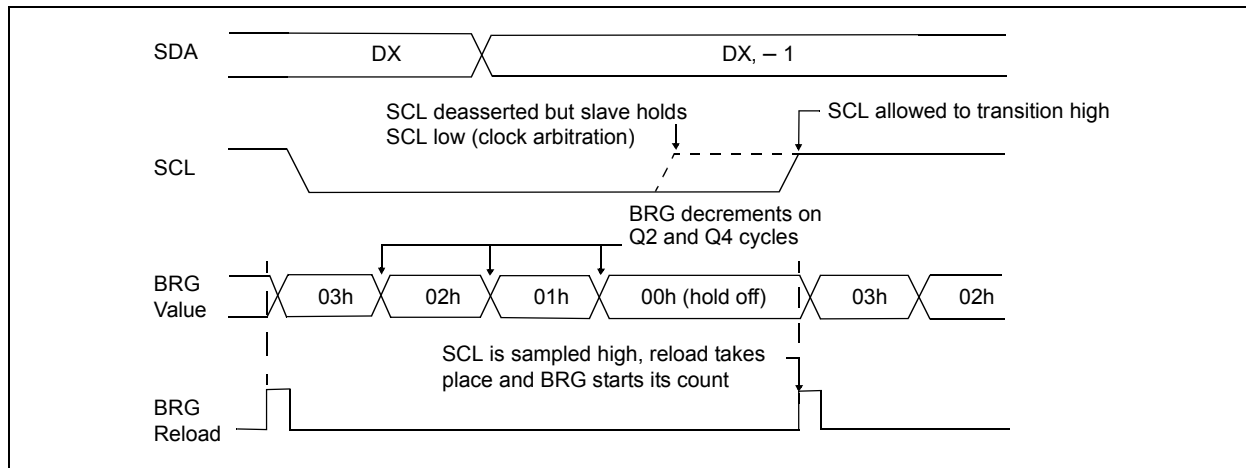 SDA
DX
DX, – 1
SCL deasserted but slave holds
SCL low (clock arbitration)
SCL allowed to transition high
SCL
BRG decrements on
Q2 and Q4 cycles
BRG
Value
03h
02h
01h
00h (hold off)
03h
02h
SCL is sampled high, reload takes
place and BRG starts its count
BRG
Reload